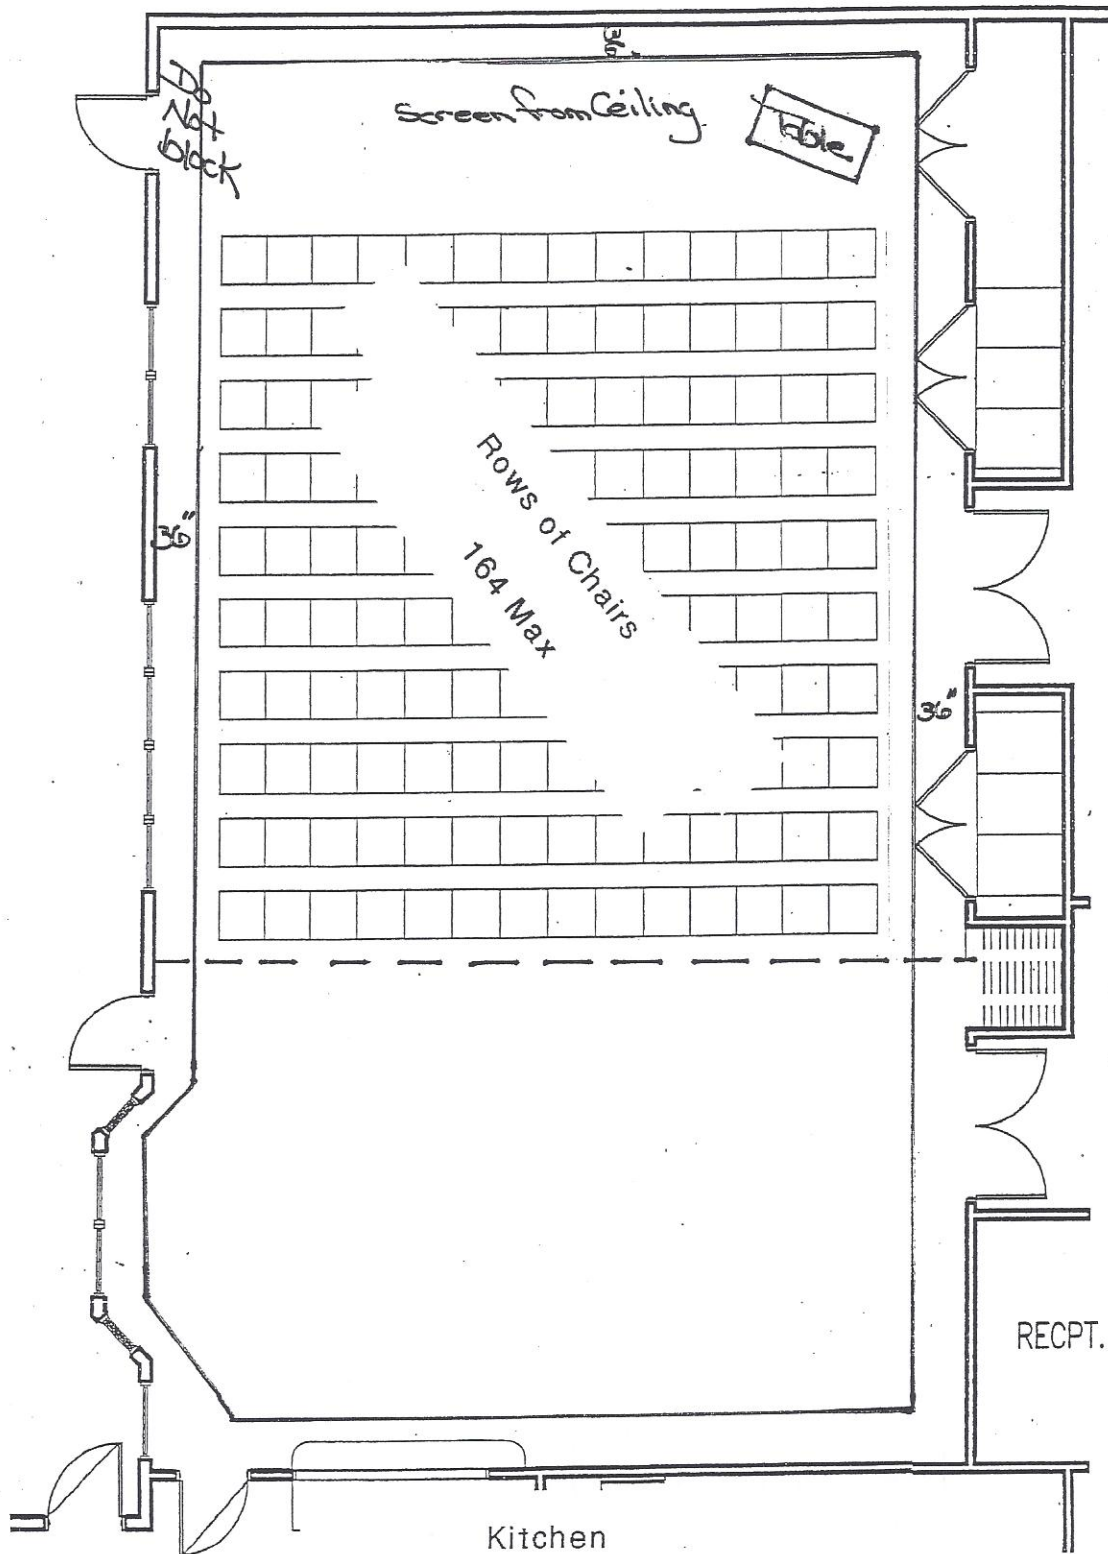 36"
Do
Not
block
Screen from Ceiling
Table
Rows of Chairs
164 Max
36"
36"
RECPT.
Kitchen